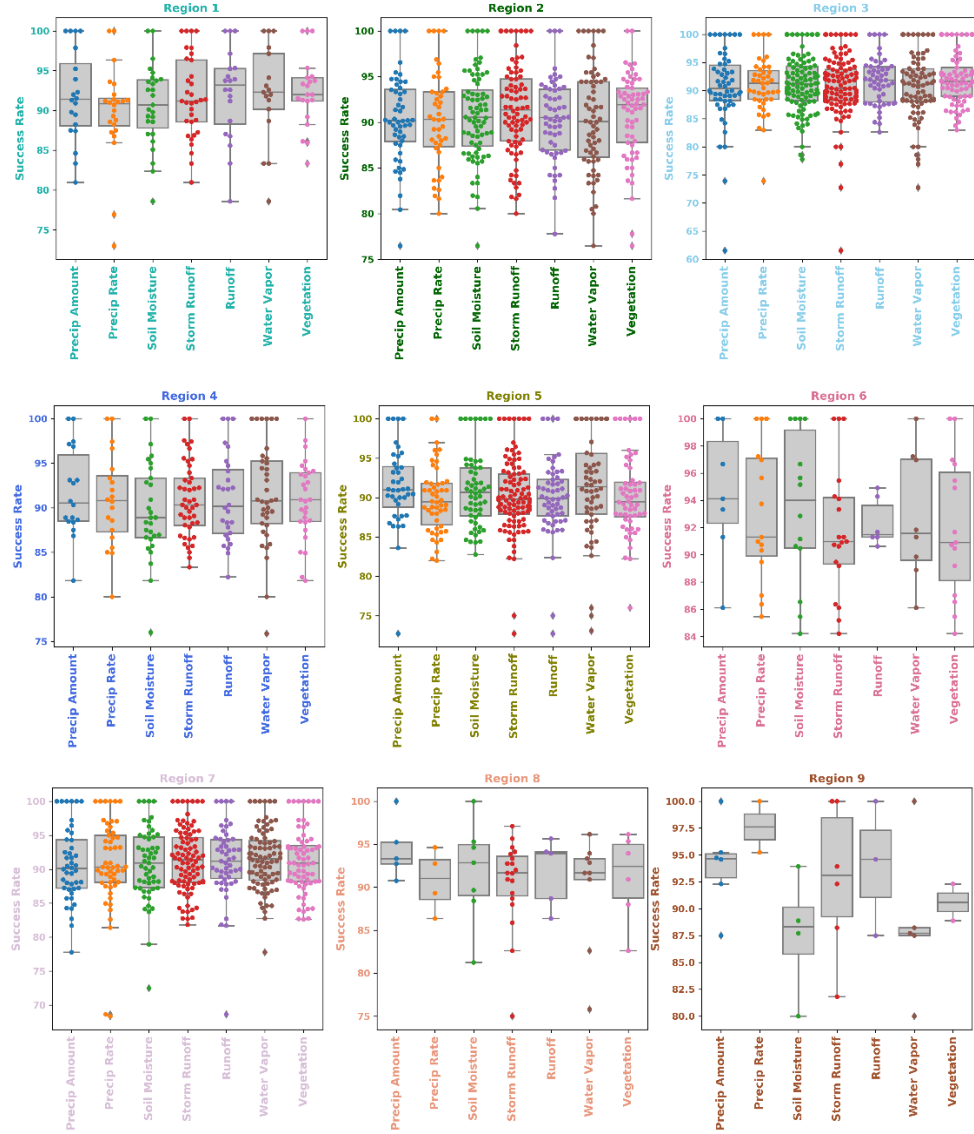 Region 1
Success Rate
100
95
90
85
80
75
Precip Amount
Precip Rate
Soil Moisture
Storm Runoff
Runoff
Water Vapor
Vegetation
Region 2
Success Rate
100
95
90
85
80
75
Precip Amount
Precip Rate
Soil Moisture
Storm Runoff
Runoff
Water Vapor
Vegetation
Region 3
Success Rate
100
95
90
85
80
75
70
65
60
Precip Amount
Precip Rate
Soil Moisture
Storm Runoff
Runoff
Water Vapor
Vegetation
Region 4
Success Rate
100
95
90
85
80
75
Precip Amount
Precip Rate
Soil Moisture
Storm Runoff
Runoff
Water Vapor
Vegetation
Region 5
Success Rate
100
95
90
85
80
75
Precip Amount
Precip Rate
Soil Moisture
Storm Runoff
Runoff
Water Vapor
Vegetation
Region 6
Success Rate
100
98
96
94
92
90
88
86
84
Precip Amount
Precip Rate
Soil Moisture
Storm Runoff
Runoff
Water Vapor
Vegetation
Region 7
Success Rate
100
95
90
85
80
75
70
Precip Amount
Precip Rate
Soil Moisture
Storm Runoff
Runoff
Water Vapor
Vegetation
Region 8
Success Rate
100
95
90
85
80
75
Precip Amount
Precip Rate
Soil Moisture
Storm Runoff
Runoff
Water Vapor
Vegetation
Region 9
Success Rate
100.0
97.5
95.0
92.5
90.0
87.5
85.0
82.5
80.0
Precip Amount
Precip Rate
Soil Moisture
Storm Runoff
Runoff
Water Vapor
Vegetation